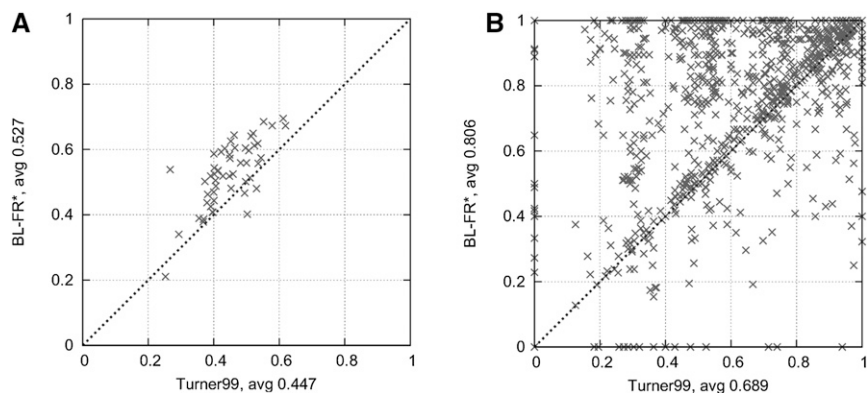 A
1
0.8
0.6
0.4
0.2
0
0 0.2 0.4 0.6 0.8 1
BL-FR*, avg 0.527
Turner99, avg 0.447
B
1
0.8
0.6
0.4
0.2
0
0 0.2 0.4 0.6 0.8 1
BL-FR*, avg 0.806
Turner99, avg 0.689